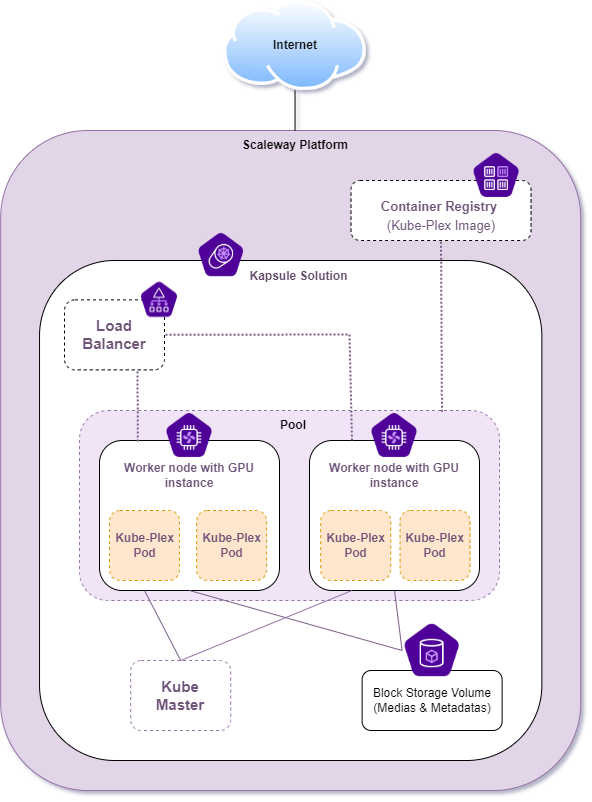 Internet
Scaleway Platform
Container Registry
(Kube-Plex Image)
Kapsule Solution
Load
Balancer
Pool
Worker node with GPU
instance
Worker node with GPU
instance
Kube-Plex
Pod
Kube-Plex
Pod
Kube-Plex
Pod
Kube-Plex
Pod
Kube
Master
Block Storage Volume
(Medias & Metadatas)